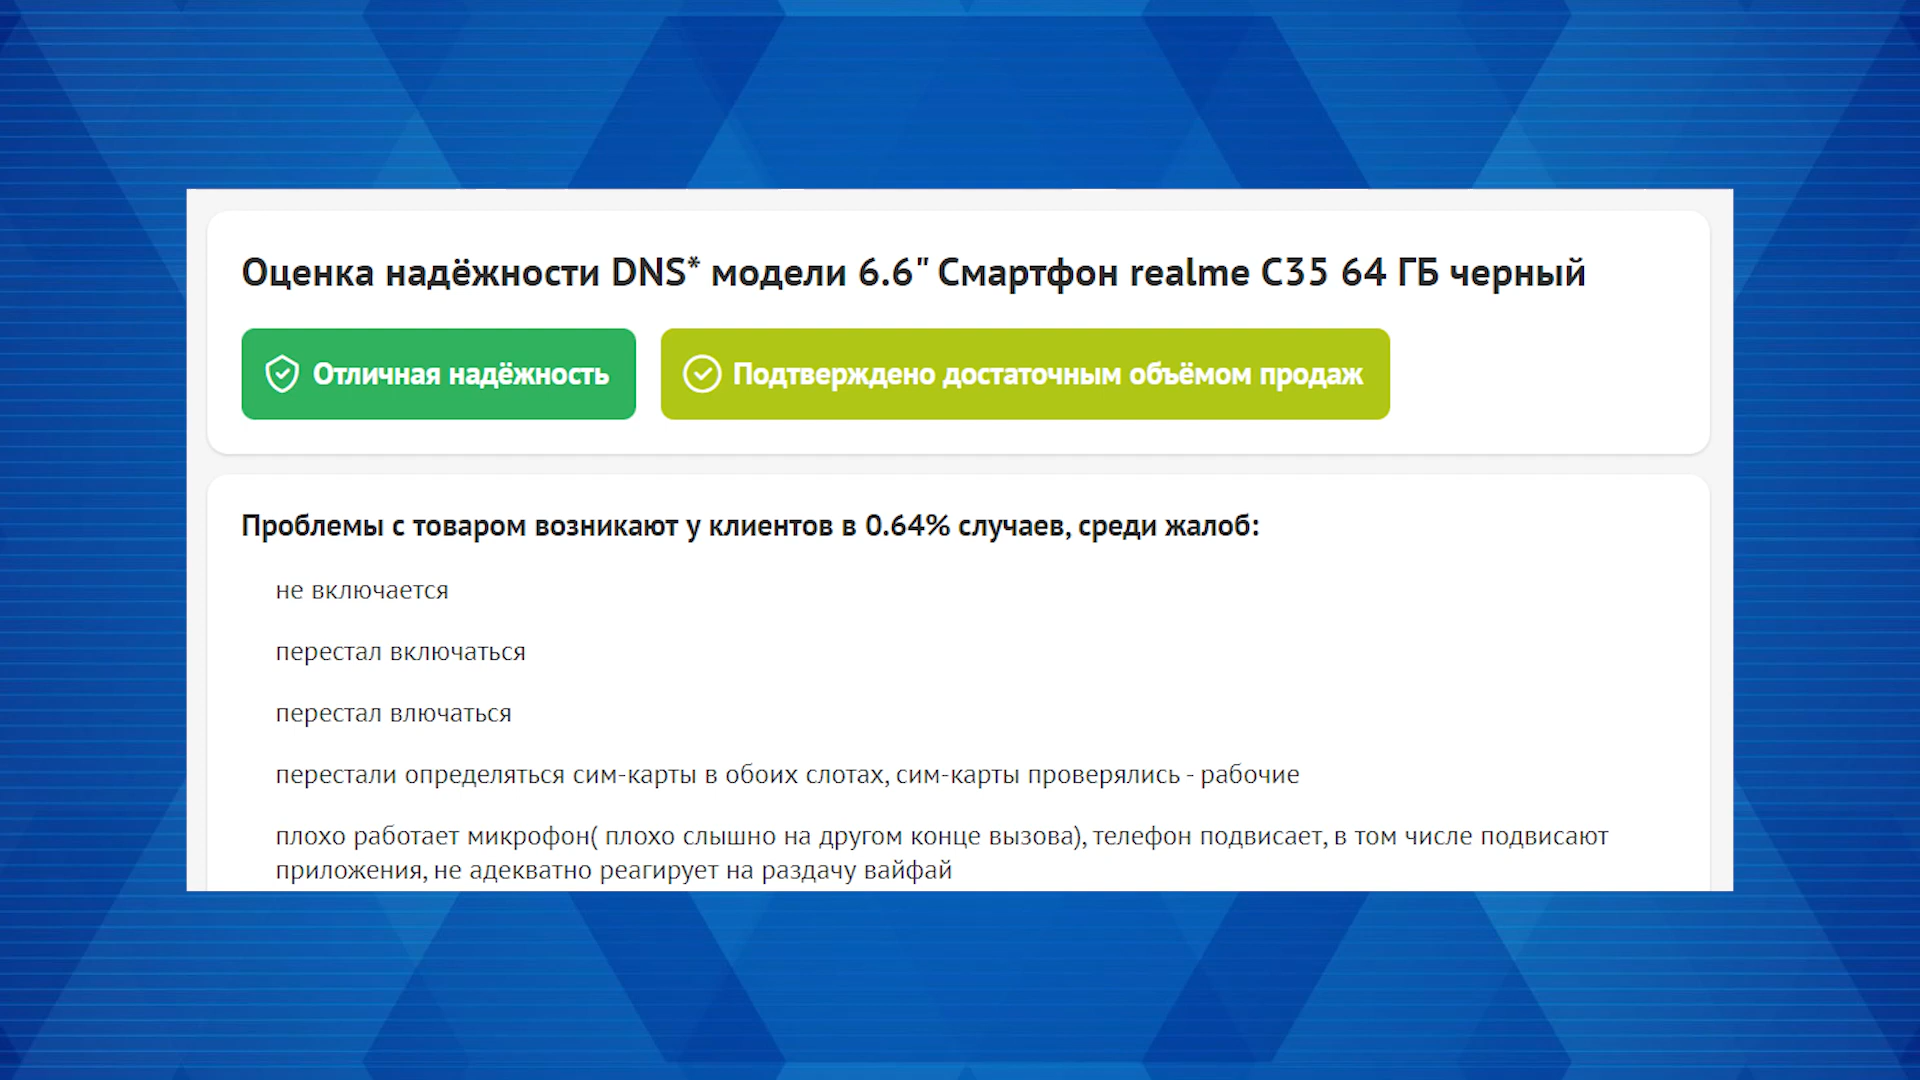 Оценка надёжности DNS* модели 6.6" Смартфон realme C35 64 ГБ черный
Отличная надёжность
Подтверждено достаточным объёмом продаж
Проблемы с товаром возникают у клиентов в 0.64% случаев, среди жалоб:
не включается
перестал включаться
перестал влючаться
перестали определяться сим-карты в обоих слотах, сим-карты проверялись - рабочие
плохо работает микрофон( плохо слышно на другом конце вызова), телефон подвисает, в том числе подвисают
приложения, не адекватно реагирует на раздачу вайфай